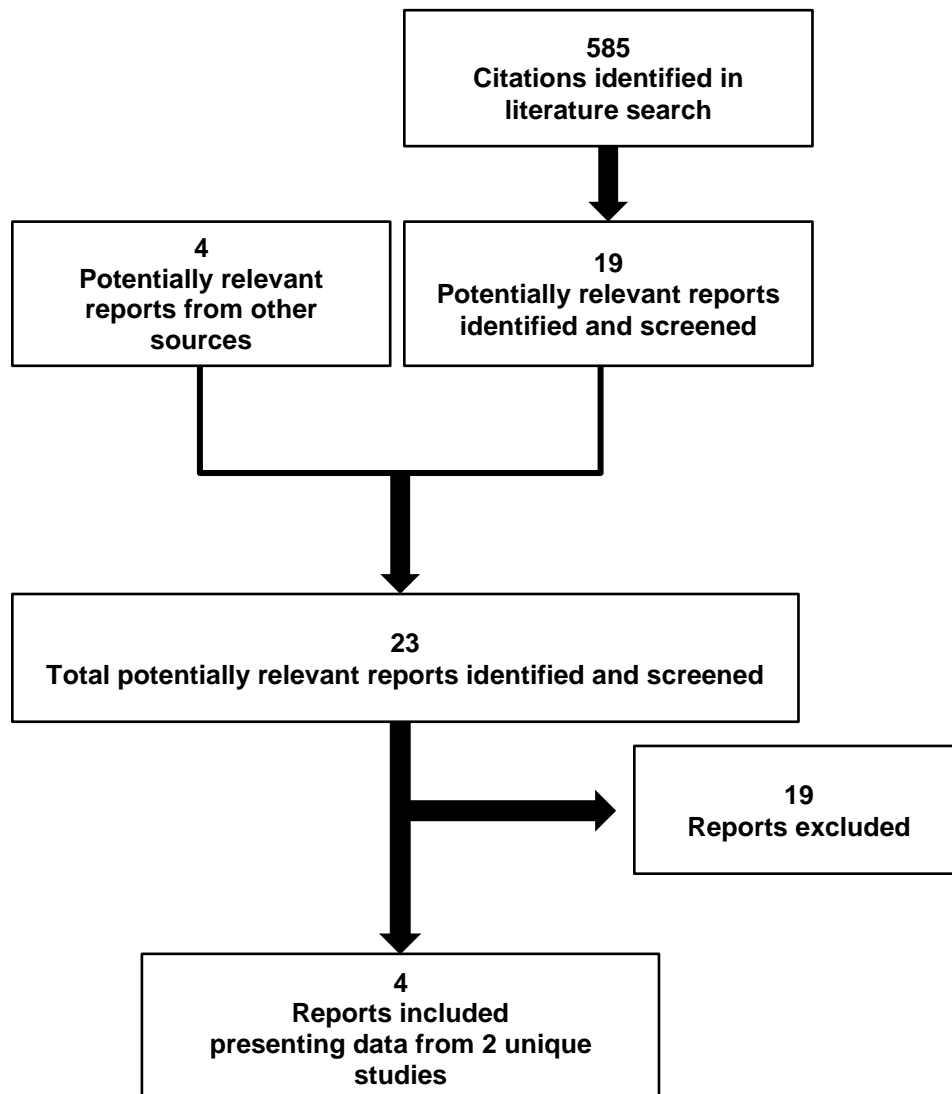 585
Citations identified in
literature search
4
Potentially relevant
reports from other
sources
19
Potentially relevant reports
identified and screened
23
Total potentially relevant reports identified and screened
19
Reports excluded
4
Reports included
presenting data from 2 unique
studies